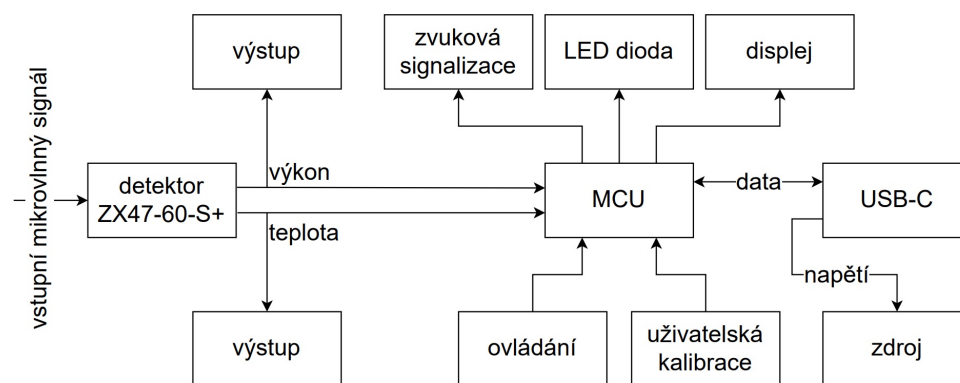 vstupní mikrovlnný signál
výstup
zvuková
signalizace
LED dioda
displej
detektor
ZX47-60-S+
výkon
teplota
MCU
data
USB-C
napětí
výstup
ovládání
uživatelská
kalibrace
zdroj